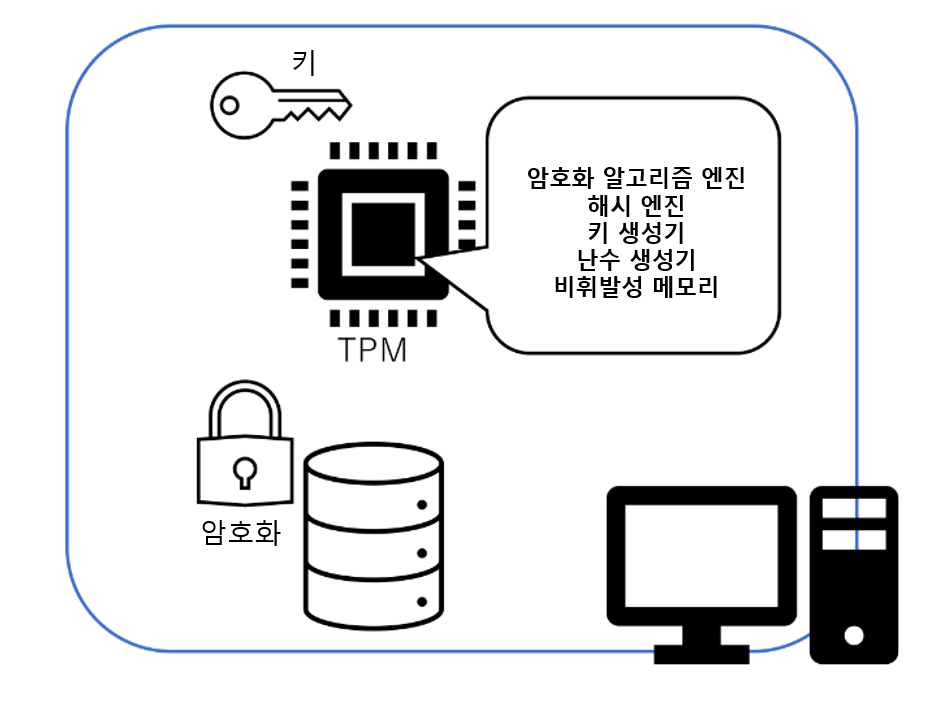 키
암호화 알고리즘 엔진
해시 엔진
키 생성기
난수 생성기
비휘발성 메모리
TPM
암호화